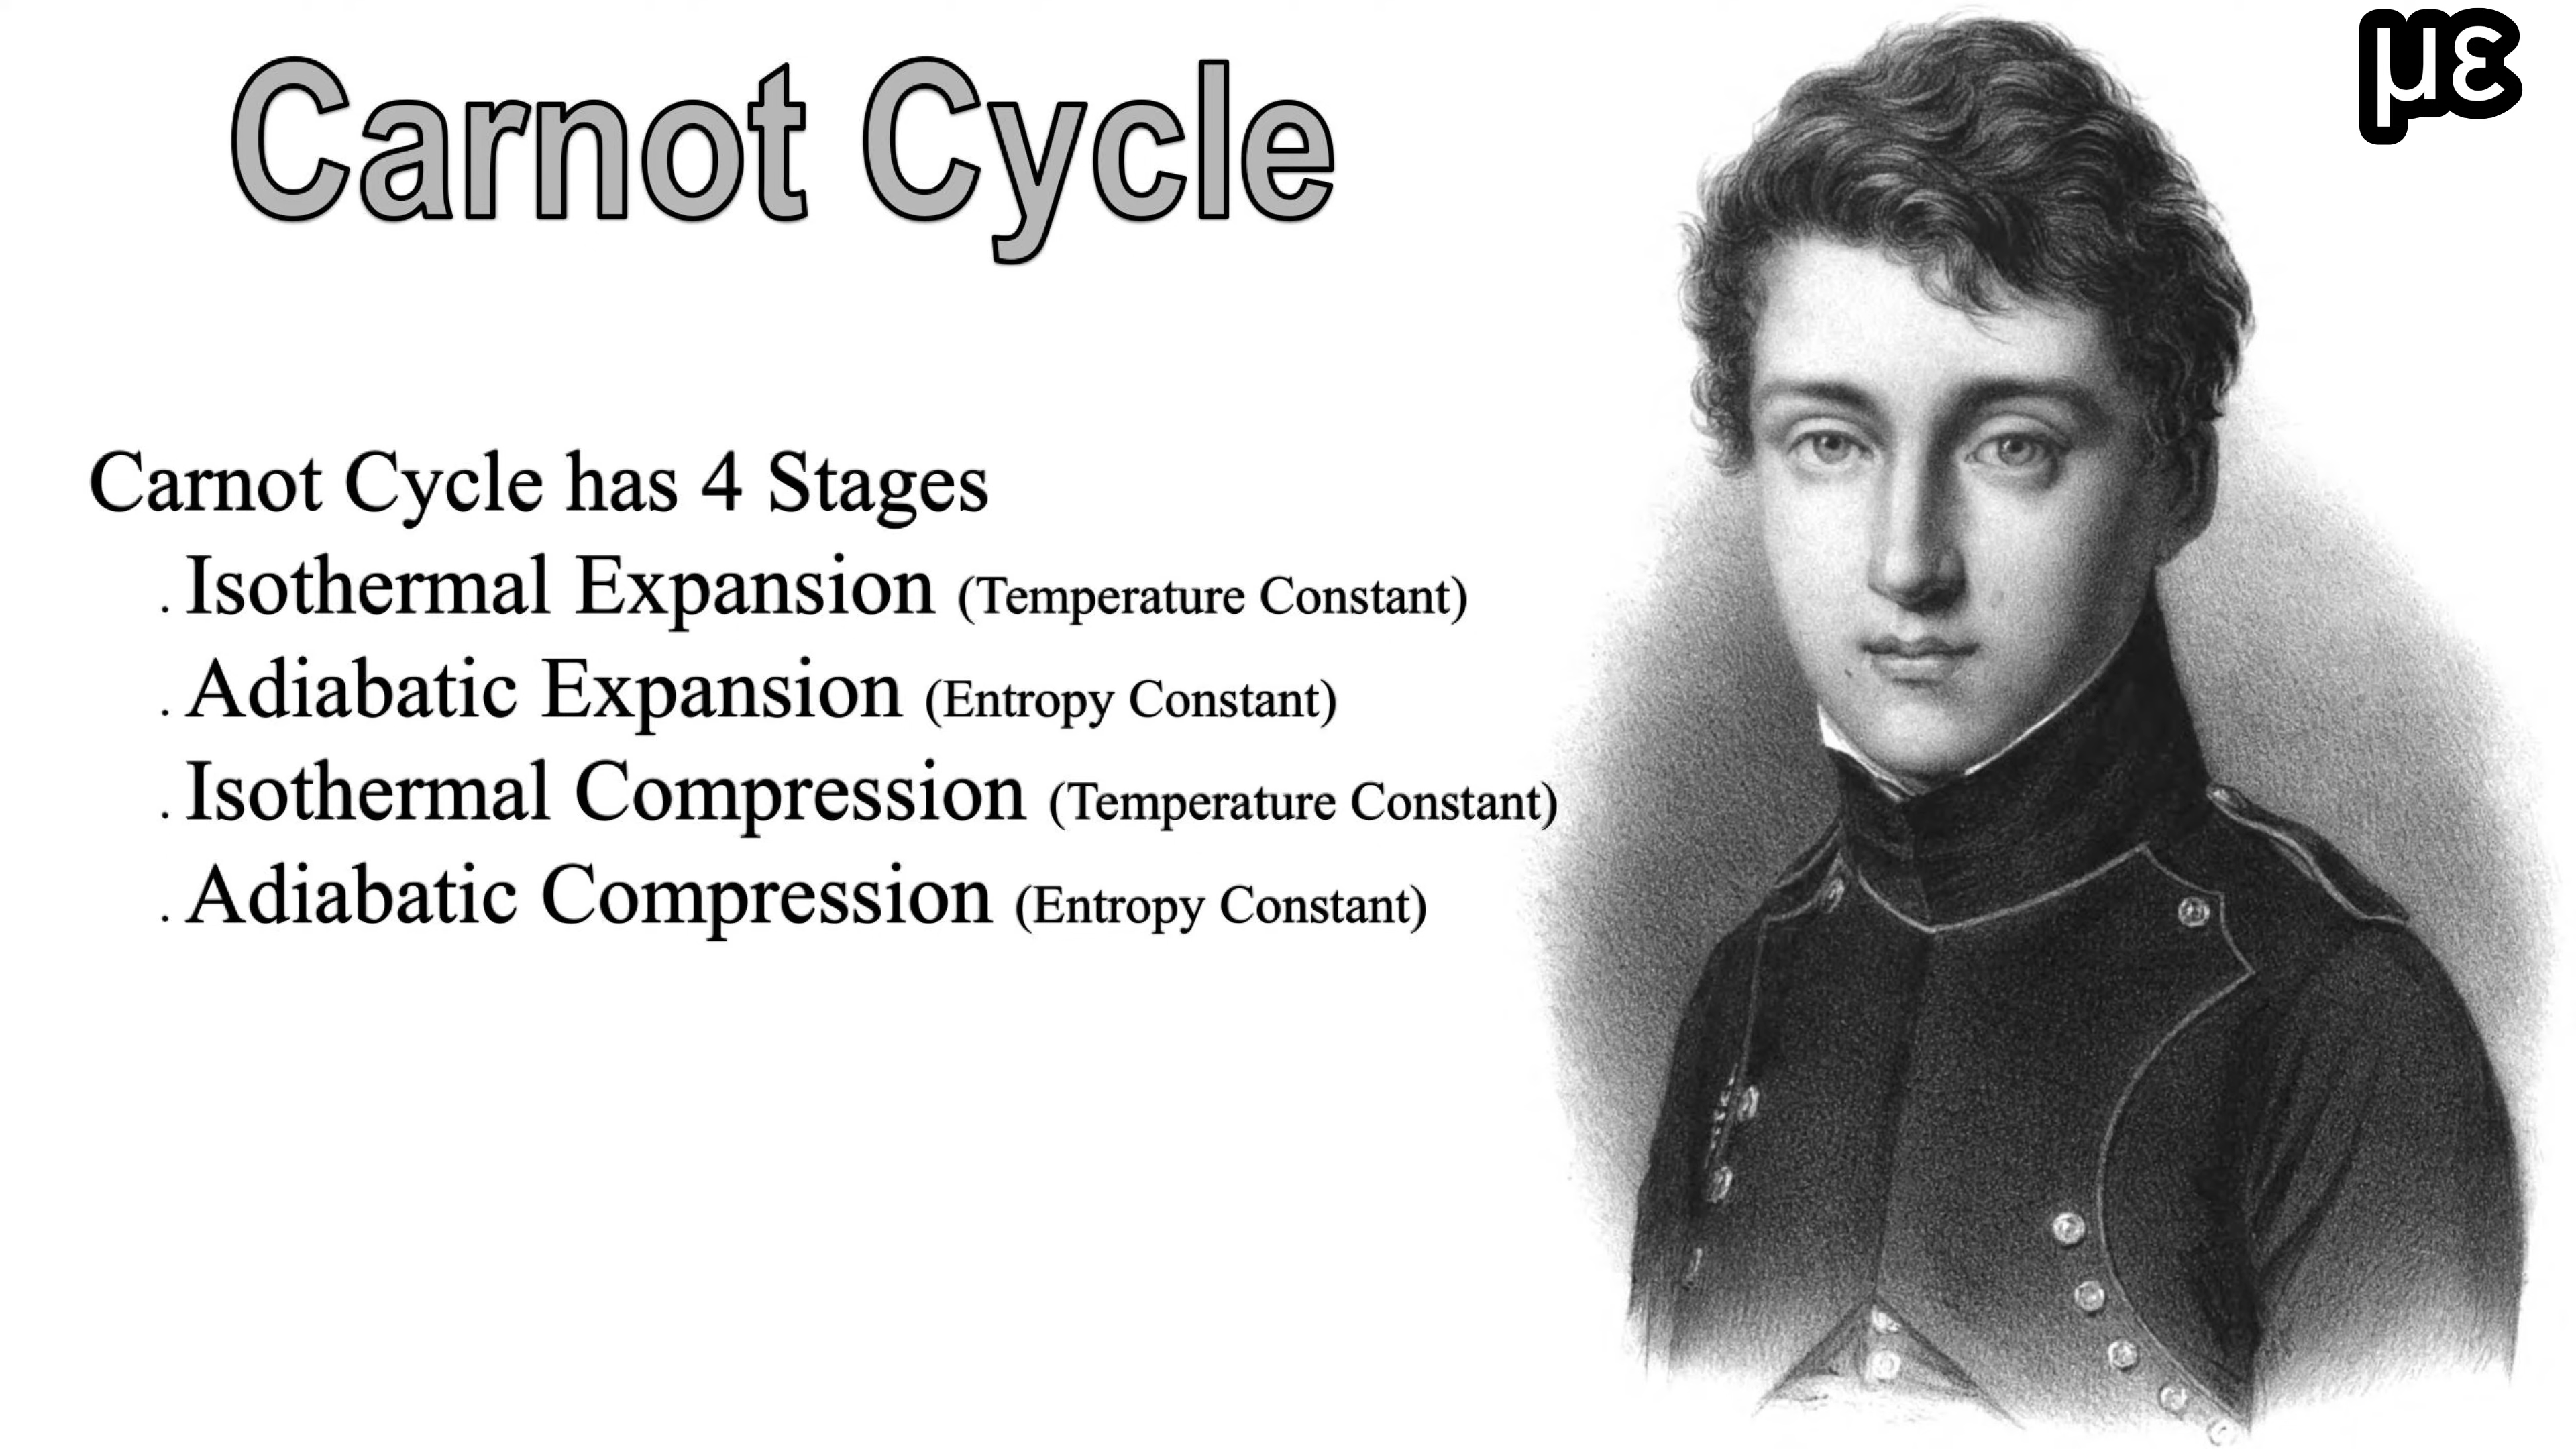 Carnot Cycle
με
Carnot Cycle has 4 Stages
. Isothermal Expansion (Temperature Constant)
. Adiabatic Expansion (Entropy Constant)
. Isothermal Compression (Temperature Constant)
. Adiabatic Compression (Entropy Constant)